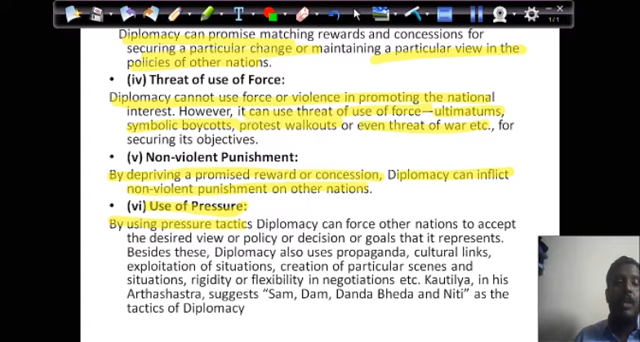 1/1
Diplomacy can promise matching rewards and concessions for
securing a particular change or maintaining a particular view in the
policies of other nations.
• (iv) Threat of use of Force:
Diplomacy cannot use force or violence in promoting the national
interest. However, it can use threat of use of force—ultimatums,
symbolic boycotts, protest walkouts or even threat of war etc., for
securing its objectives.
• (v) Non-violent Punishment:
By depriving a promised reward or concession, Diplomacy can inflict
non-violent punishment on other nations.
• (vi) Use of Pressure:
By using pressure tactics Diplomacy can force other nations to accept
the desired view or policy or decision or goals that it represents.
Besides these, Diplomacy also uses propaganda, cultural links,
exploitation of situations, creation of particular scenes and
situations, rigidity or flexibility in negotiations etc. Kautilya, in his
Arthashastra, suggests “Sam, Dam, Danda Bheda and Niti” as the
tactics of Diplomacy